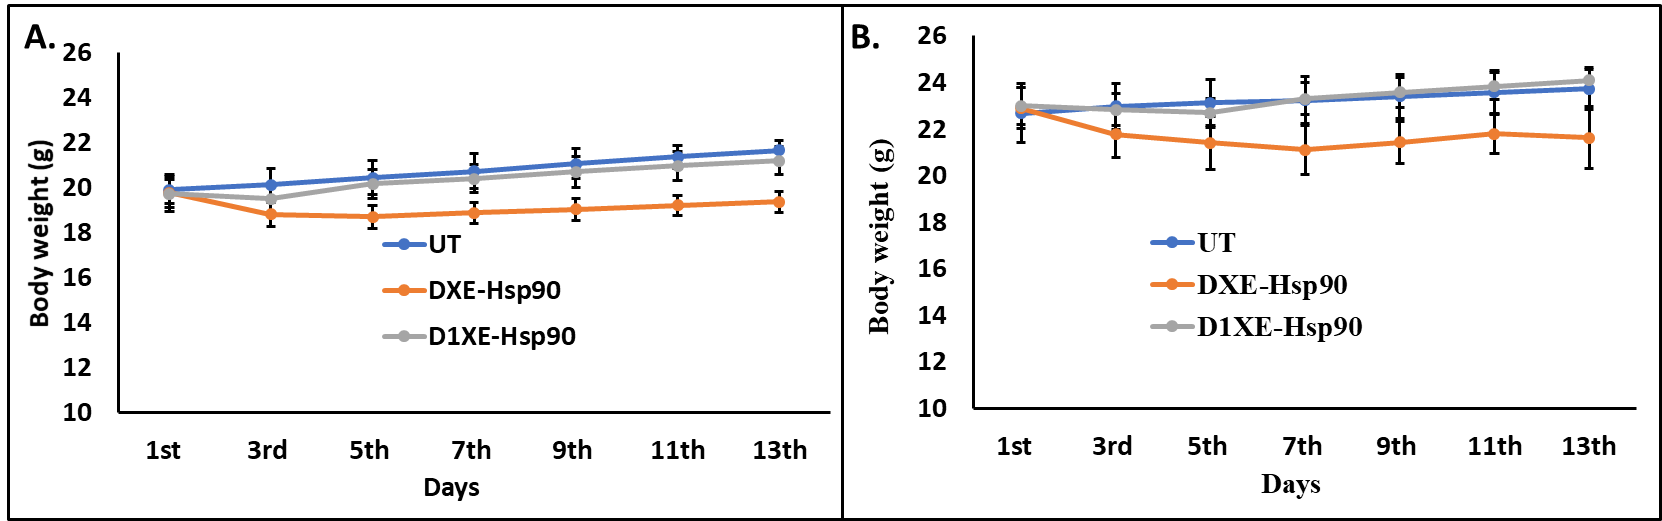 A.
Body weight (g)
26
24
22
20
18
16
14
12
10
UT
DXE-Hsp90
D1XE-Hsp90
1st 3rd 5th 7th 9th 11th 13th
Days
B.
Body weight (g)
26
24
22
20
18
16
14
12
10
UT
DXE-Hsp90
D1XE-Hsp90
1st 3rd 5th 7th 9th 11th 13th
Days